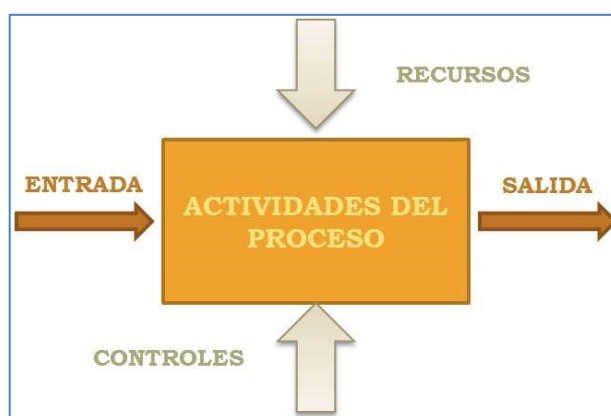 RECURSOS
ENTRADA
ACTIVIDADES DEL
PROCESO
SALIDA
CONTROLES